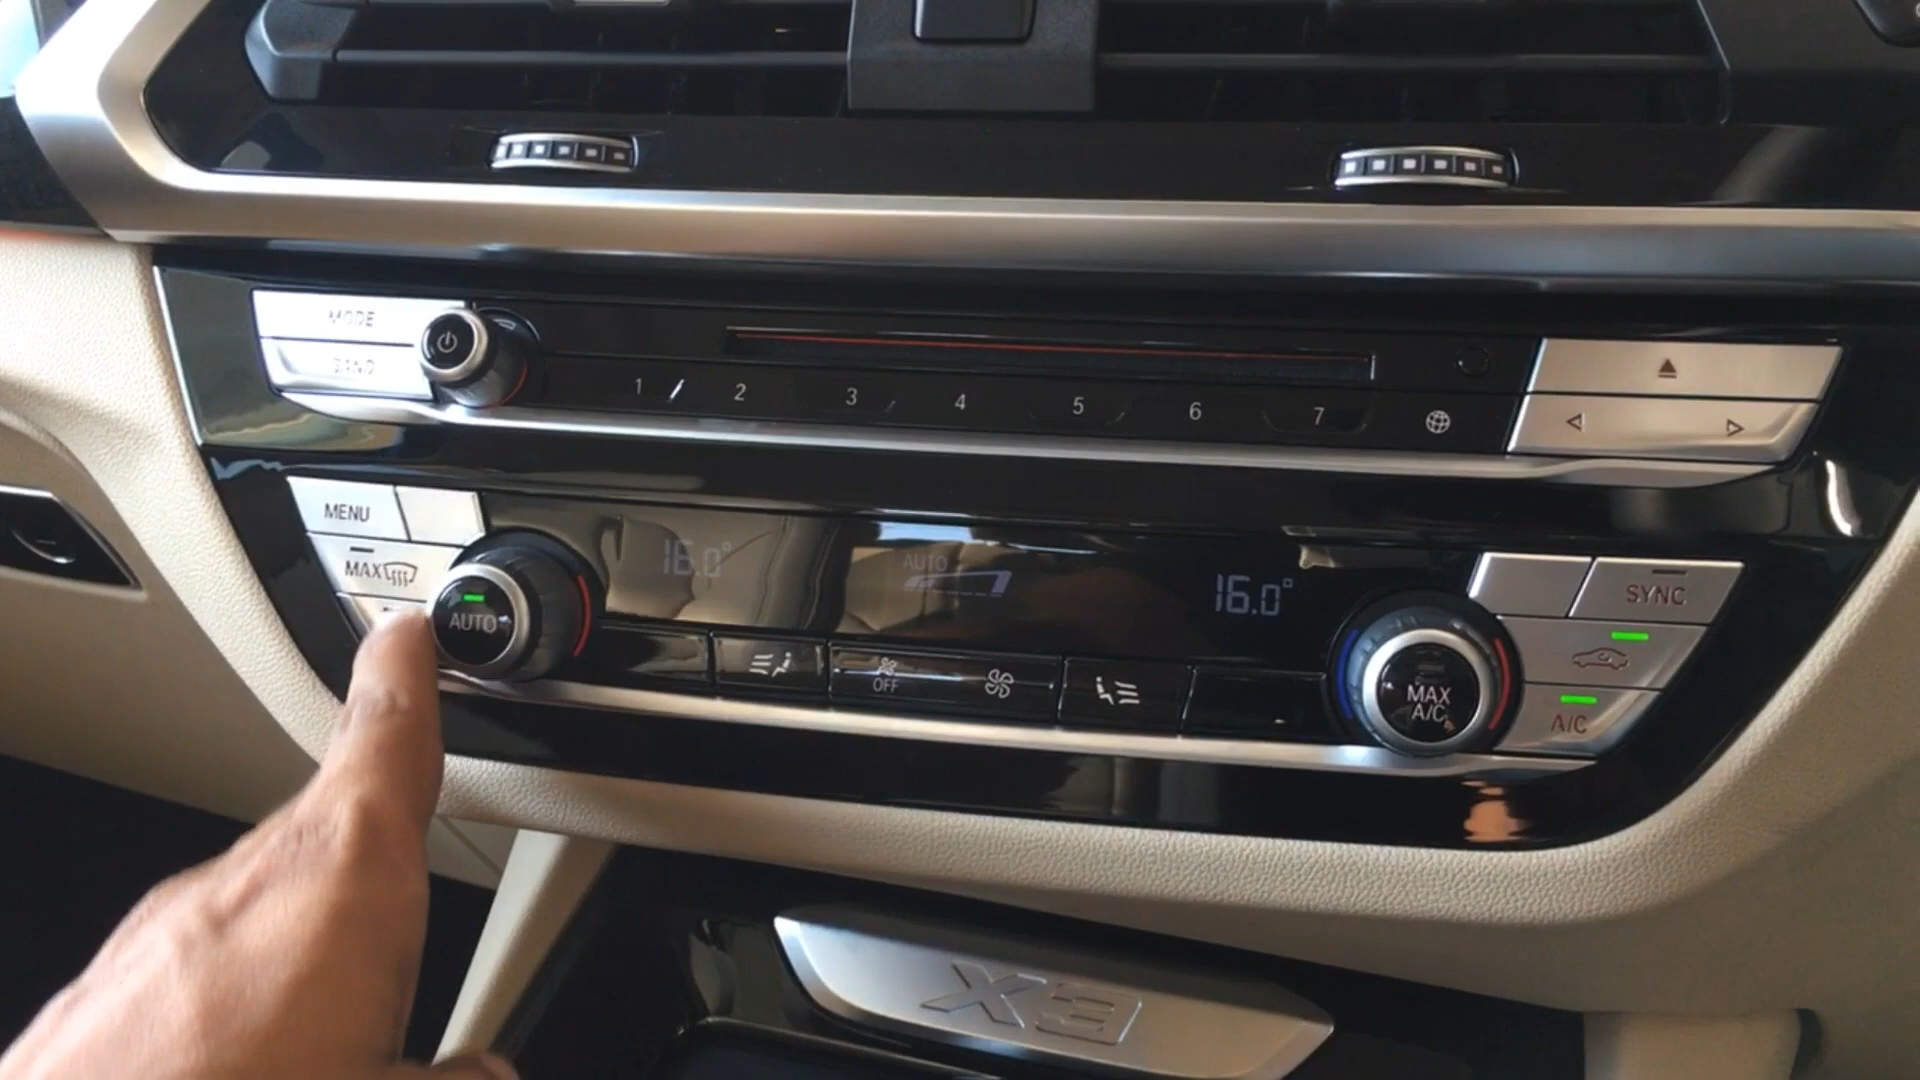 MODE
BAND
1 2 3 4 5 6 7
MENU
MAX
AUTO
16.0°
AUTO
16.0°
OFF
MAX
A/C
SYNC
A/C
X3